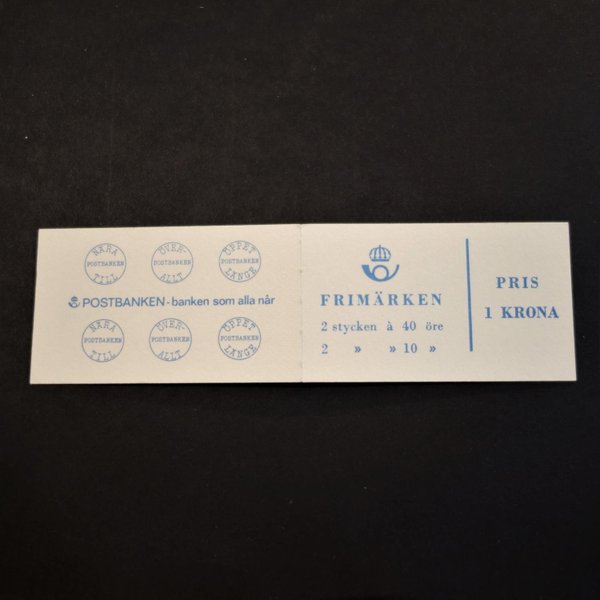 NÄRA
POSTBANKEN
TILL
ÖVER-
POSTBANKEN
ALLT
ÖPPET
POSTBANKEN
LÄNGE
POSTBANKEN - banken som alla når
NÄRA
POSTBANKEN
TILL
ÖVER-
POSTBANKEN
ALLT
ÖPPET
POSTBANKEN
LÄNGE
FRIMÄRKEN
2 stycken à 40 öre
2 » » 10 »
PRIS
1 KRONA